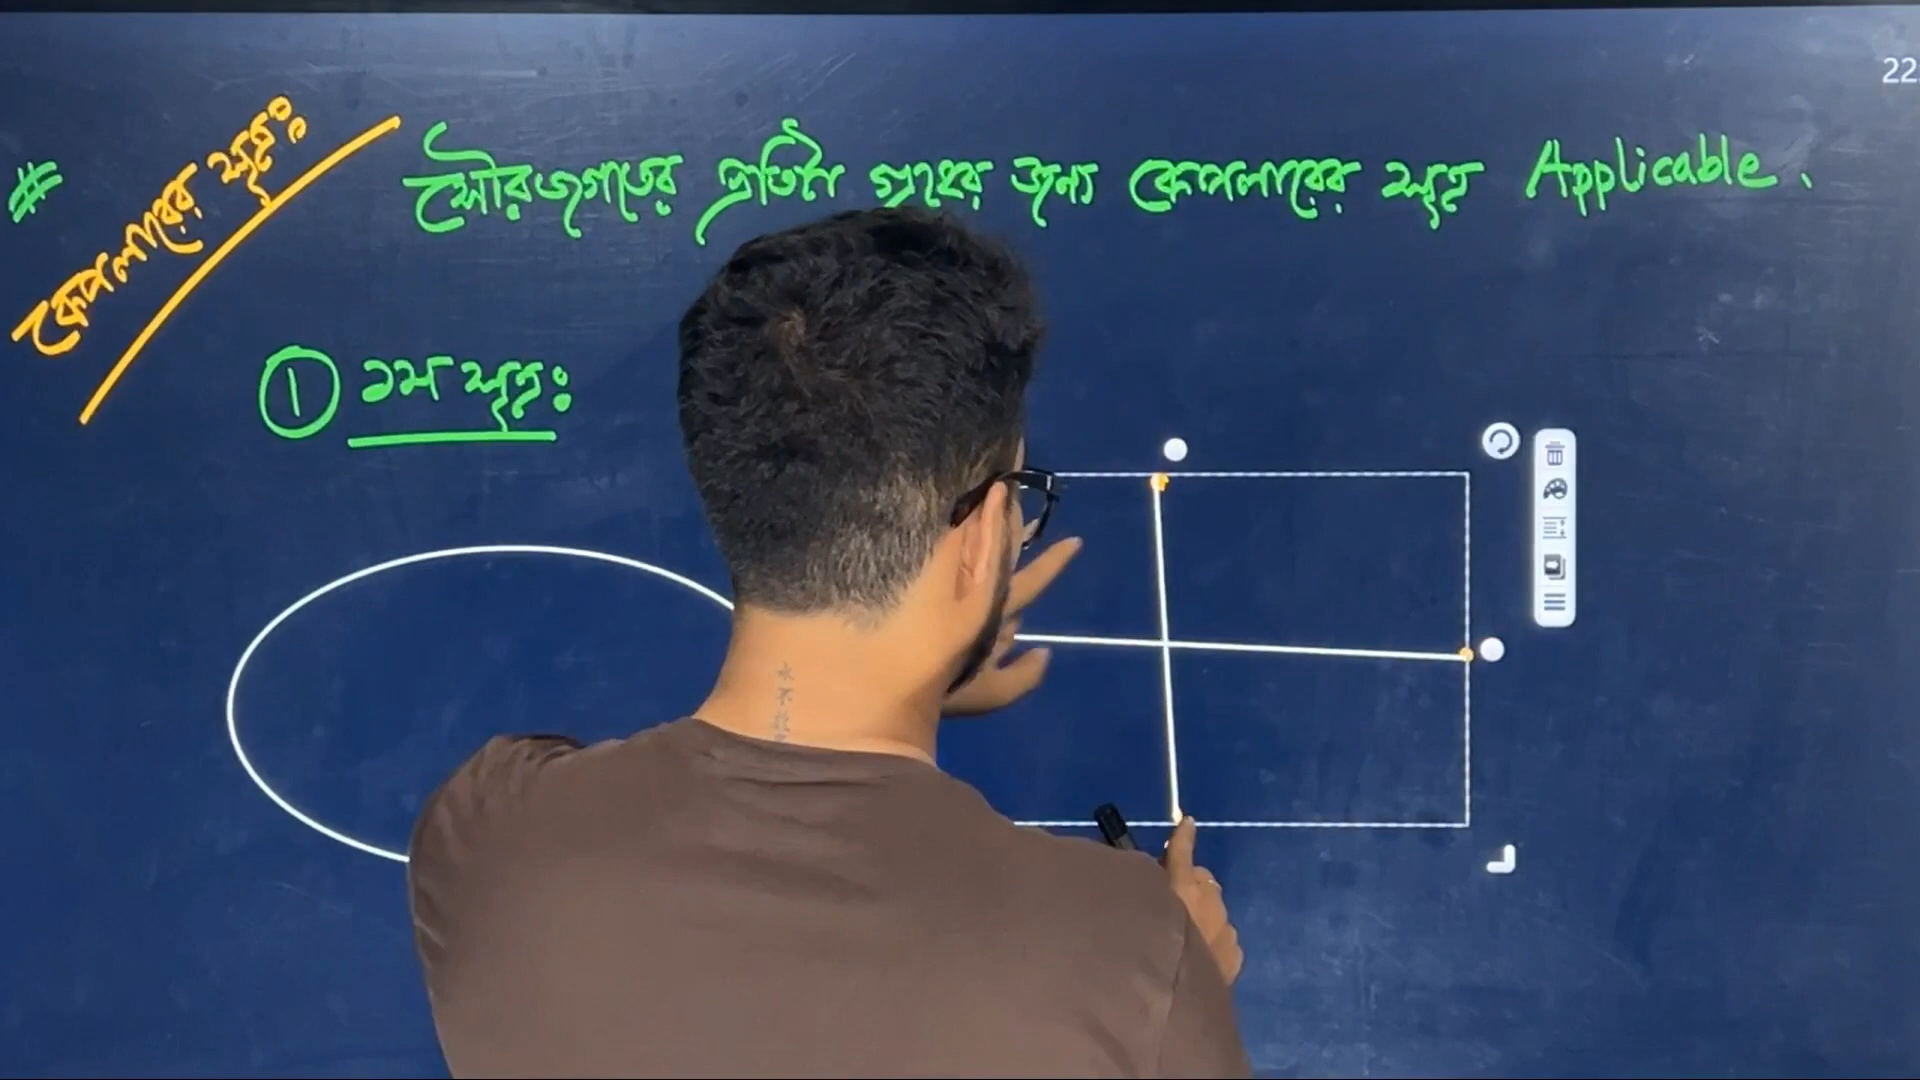 # কেপলারের সূত্রঃ
সৌরজগতের প্রতিটা গ্রহের জন্য কেপলারের সূত্র Applicable.
① ১ম সূত্রঃ
22